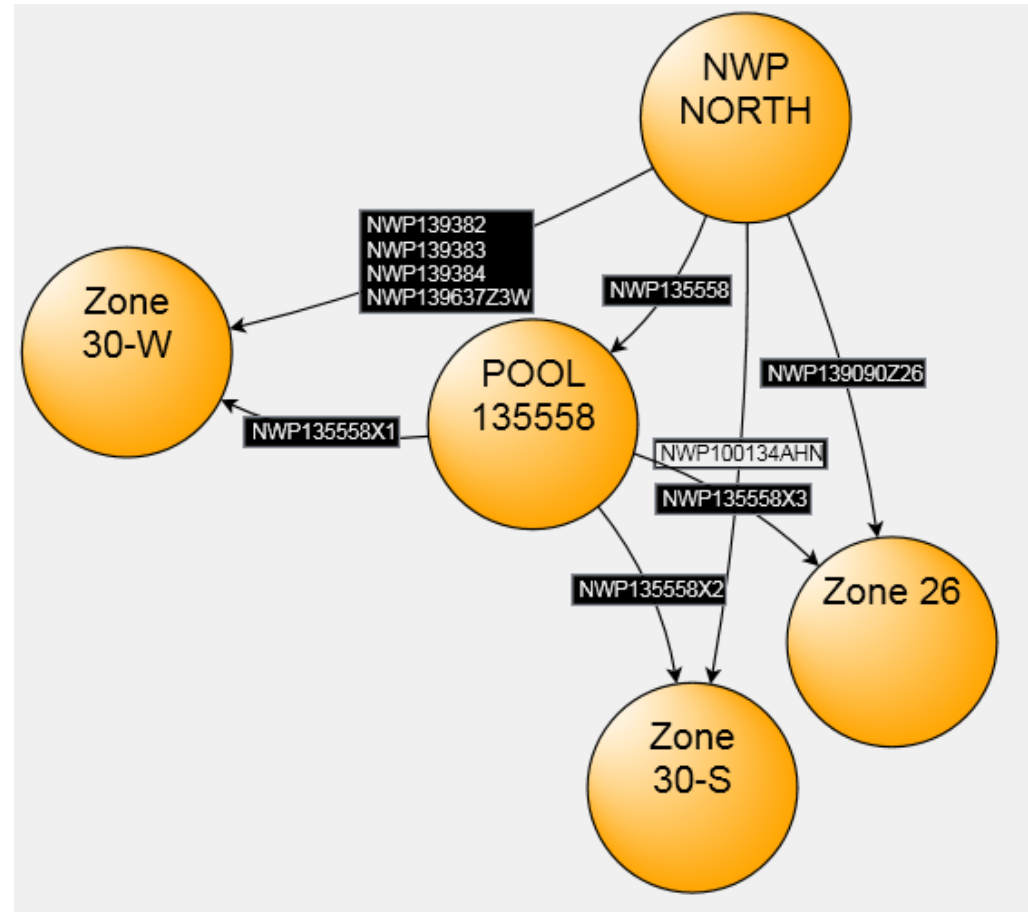 NWP
NORTH
NWP139382
NWP139383
NWP139384
NWP139637Z3W
Zone
30-W
NWP135558
POOL
135558
NWP139090Z26
NWP135558X1
NWP100134AHN
NWP135558X3
NWP135558X2
Zone 26
Zone
30-S